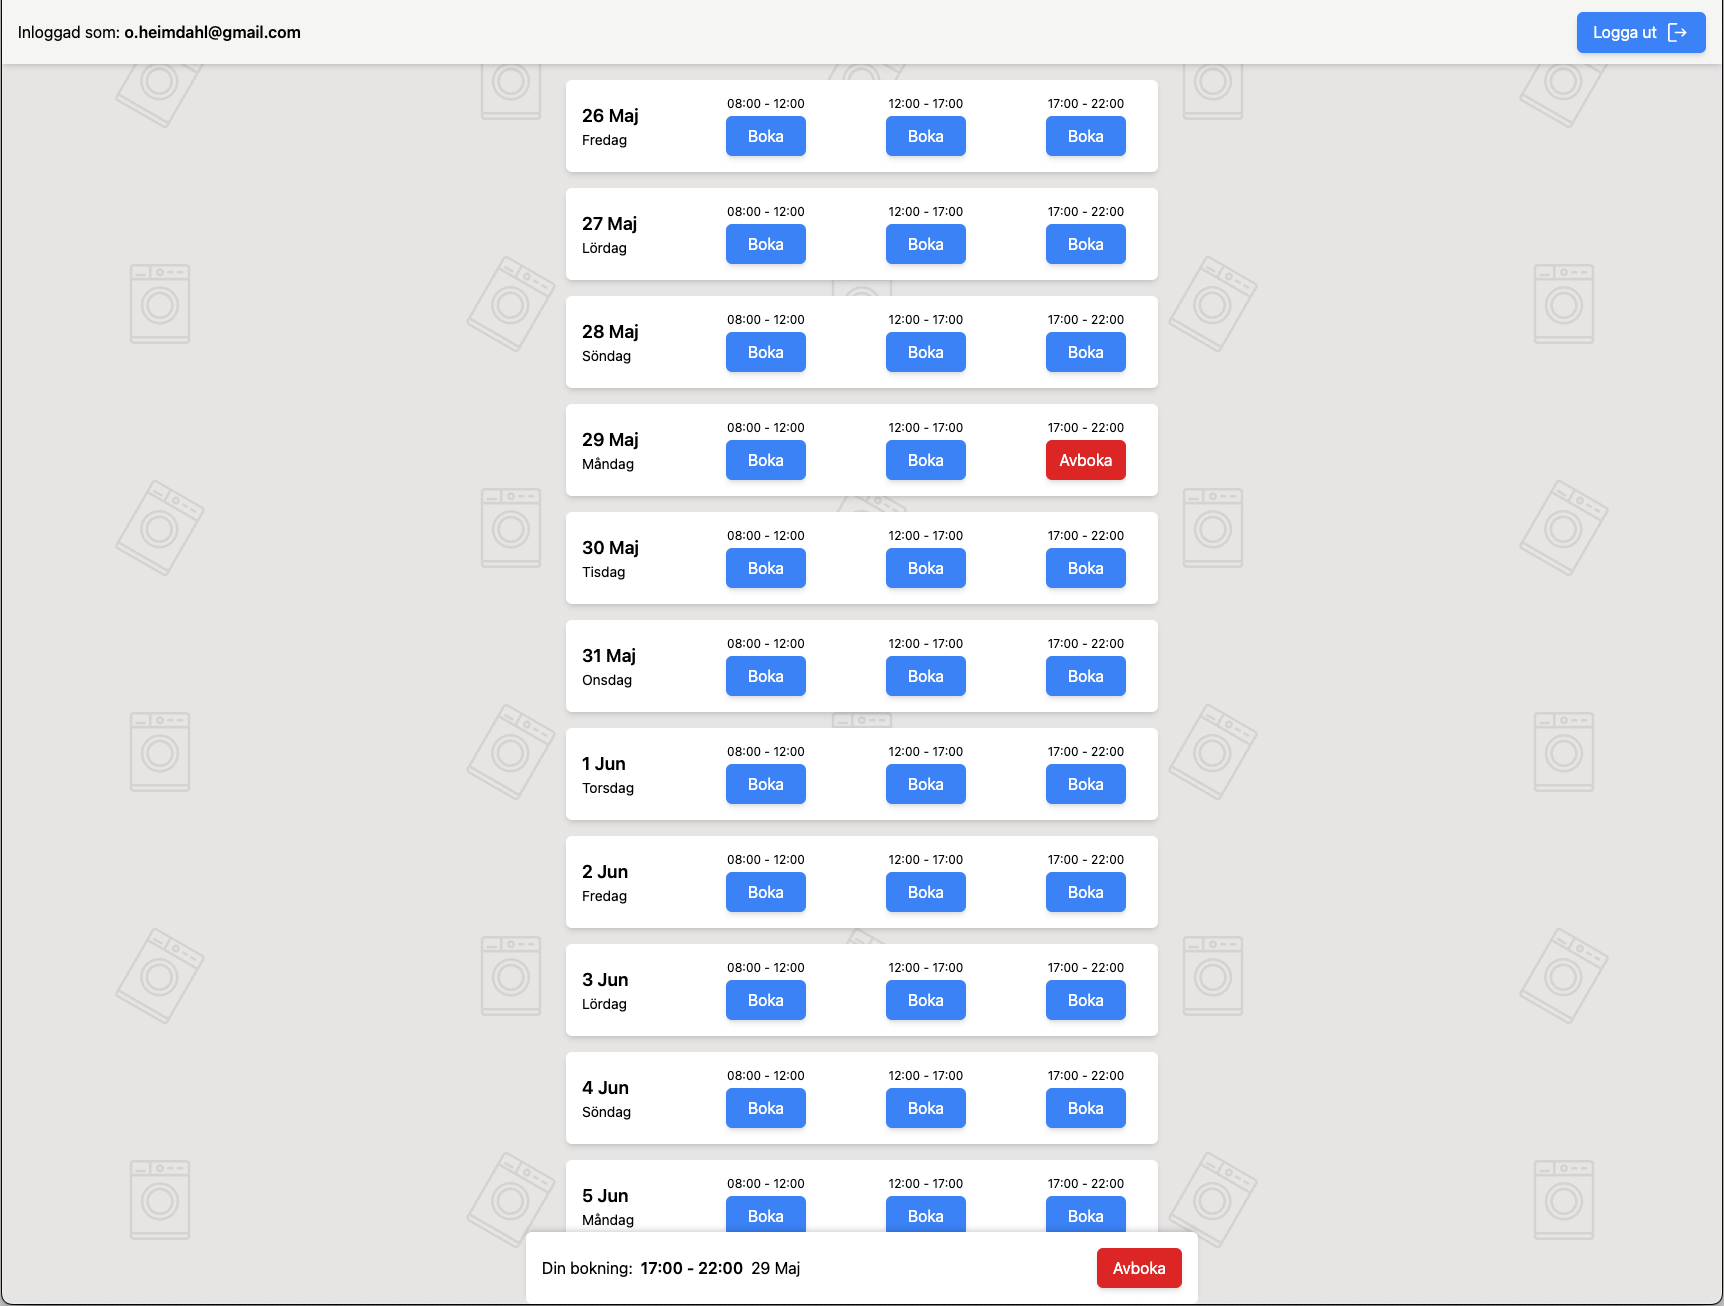 Inloggad som: o.heimdahl@gmail.com
Logga ut
26 Maj
Fredag
08:00 - 12:00
Boka
12:00 - 17:00
Boka
17:00 - 22:00
Boka
27 Maj
Lördag
08:00 - 12:00
Boka
12:00 - 17:00
Boka
17:00 - 22:00
Boka
28 Maj
Söndag
08:00 - 12:00
Boka
12:00 - 17:00
Boka
17:00 - 22:00
Boka
29 Maj
Måndag
08:00 - 12:00
Boka
12:00 - 17:00
Boka
17:00 - 22:00
Avboka
30 Maj
Tisdag
08:00 - 12:00
Boka
12:00 - 17:00
Boka
17:00 - 22:00
Boka
31 Maj
Onsdag
08:00 - 12:00
Boka
12:00 - 17:00
Boka
17:00 - 22:00
Boka
1 Jun
Torsdag
08:00 - 12:00
Boka
12:00 - 17:00
Boka
17:00 - 22:00
Boka
2 Jun
Fredag
08:00 - 12:00
Boka
12:00 - 17:00
Boka
17:00 - 22:00
Boka
3 Jun
Lördag
08:00 - 12:00
Boka
12:00 - 17:00
Boka
17:00 - 22:00
Boka
4 Jun
Söndag
08:00 - 12:00
Boka
12:00 - 17:00
Boka
17:00 - 22:00
Boka
5 Jun
Måndag
08:00 - 12:00
Boka
12:00 - 17:00
Boka
17:00 - 22:00
Boka
Din bokning: 17:00 - 22:00 29 Maj
Avboka